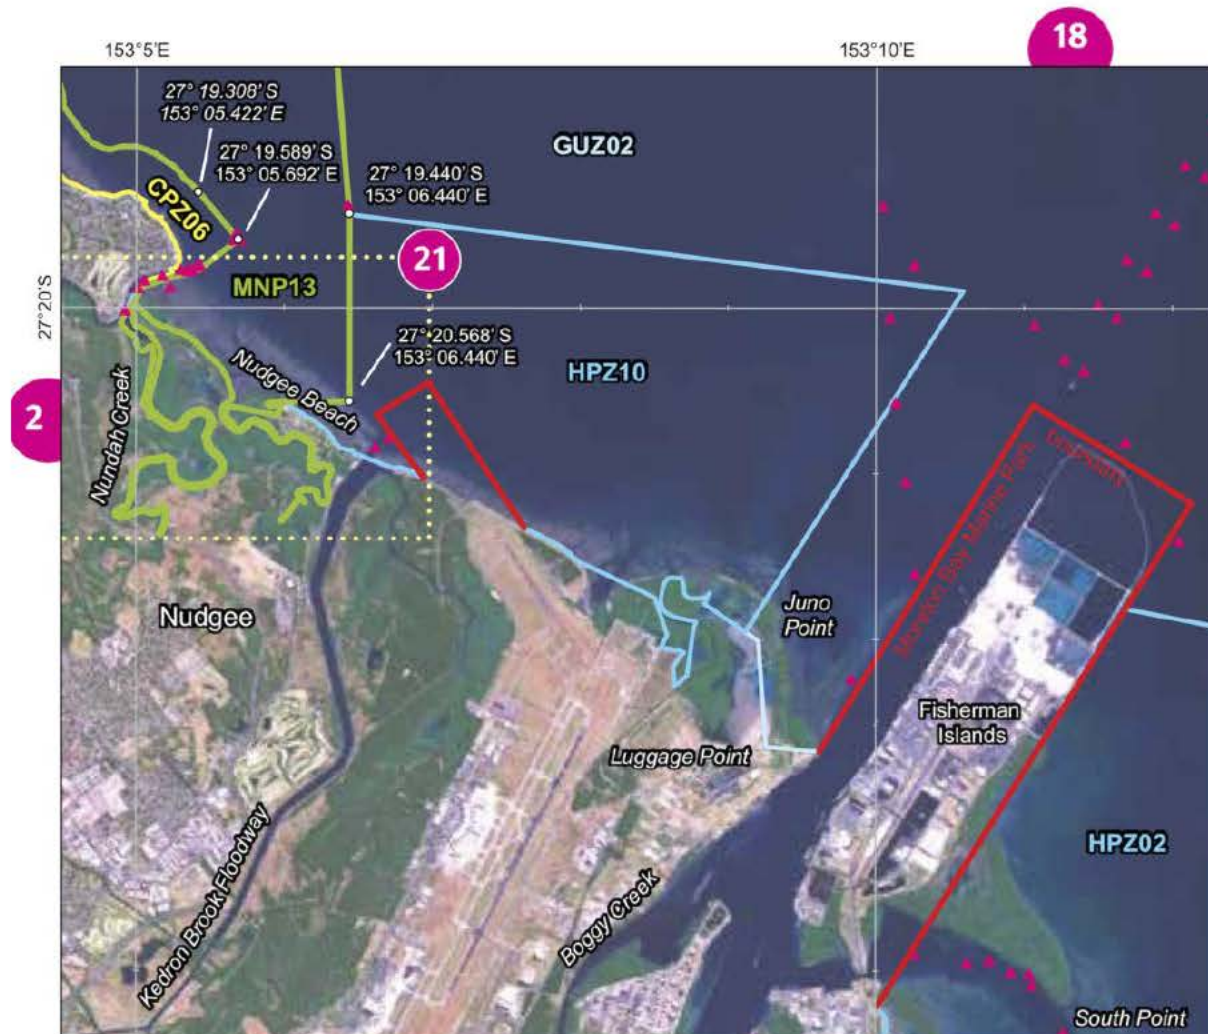 18
153°5'E
153°10'E
27° 19.308' S
153° 05.422' E
27° 19.589' S
153° 05.692' E
GUZ02
27° 19.440' S
153° 06.440' E
CPZ06
21
MNP13
27°20'S
27° 20.568' S
153° 06.440' E
HPZ10
Nudgee Beach
2
Nundah Creek
Moreton Bay Marine Park
boundary
Nudgee
Juno
Point
Fisherman
Islands
Luggage Point
HPZ02
Kedron Brook Floodway
Boggy Creek
South Point